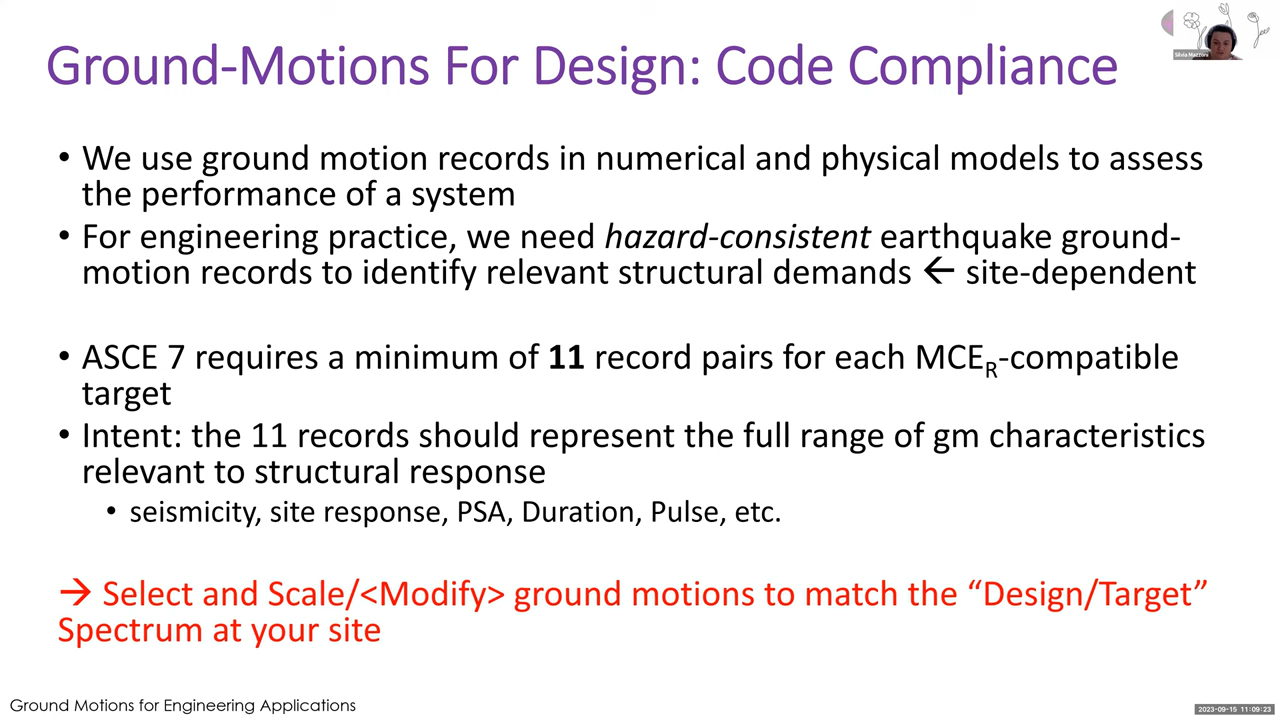 Ground-Motions For Design: Code Compliance
Silvia Mazzoni
• We use ground motion records in numerical and physical models to assess
the performance of a system
• For engineering practice, we need hazard-consistent earthquake ground-
motion records to identify relevant structural demands ← site-dependent
• ASCE 7 requires a minimum of 11 record pairs for each MCER-compatible
target
• Intent: the 11 records should represent the full range of gm characteristics
relevant to structural response
• seismicity, site response, PSA, Duration, Pulse, etc.
→ Select and Scale/<Modify> ground motions to match the “Design/Target”
Spectrum at your site
Ground Motions for Engineering Applications
2023-09-15 11:09:23